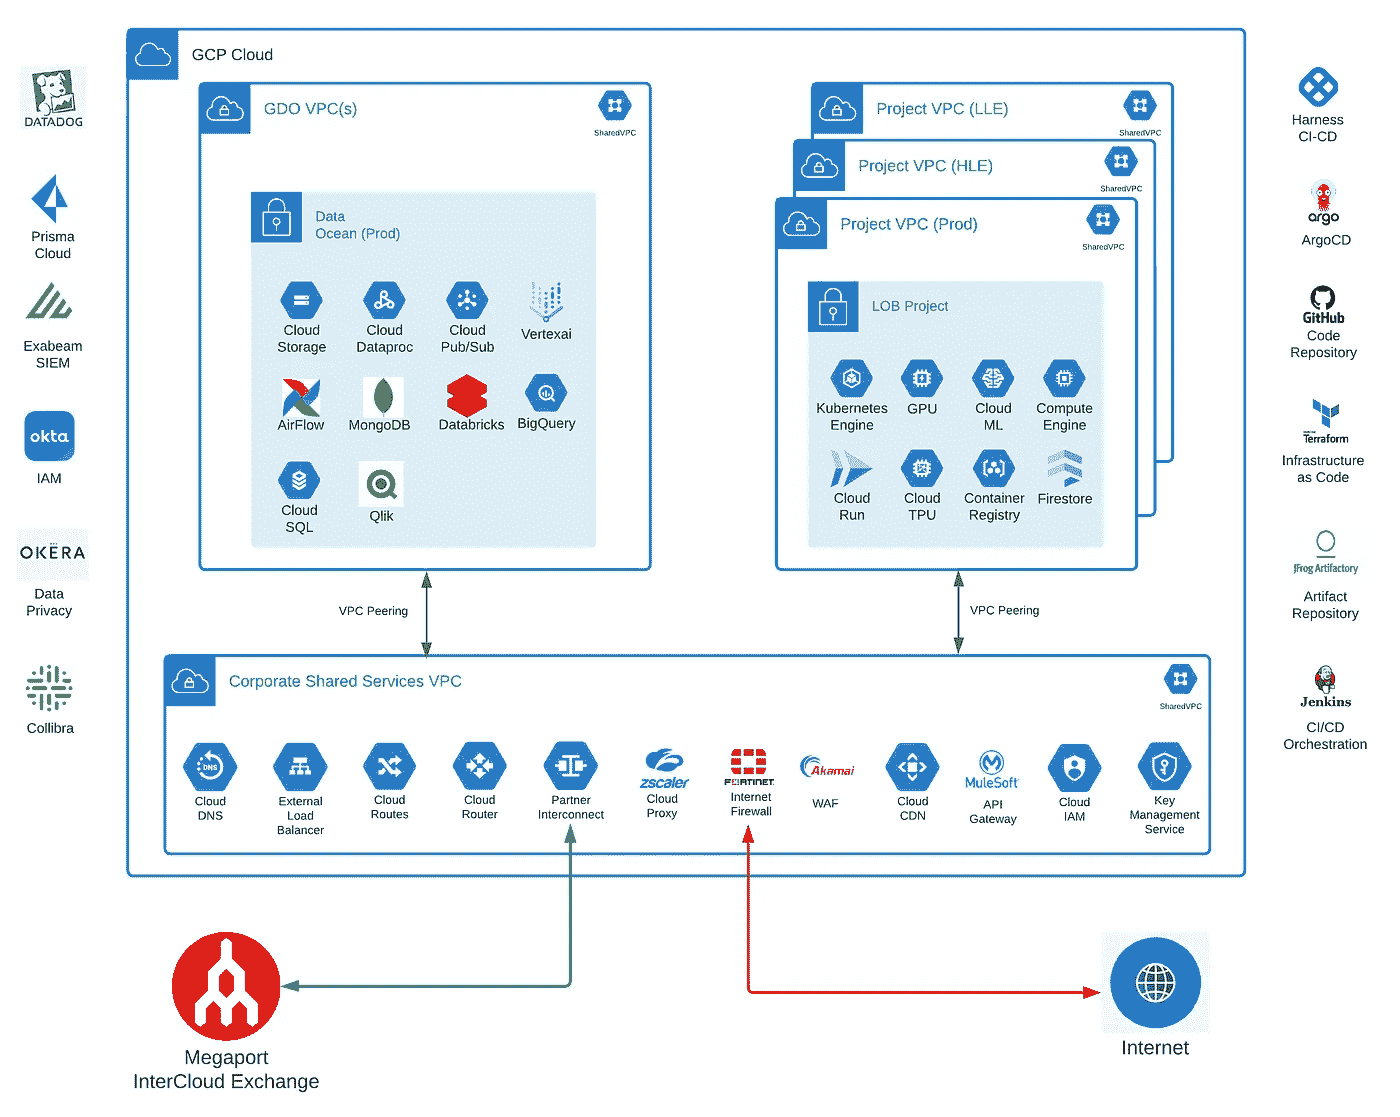 GCP Cloud
DATADOG
Prisma
Cloud
Exabeam
SIEM
okta
IAM
OKERA
Data
Privacy
Collibra
GDO VPC(s)
SharedVPC
Data
Ocean (Prod)
Cloud
Storage
Cloud
Dataproc
Cloud
Pub/Sub
Vertexai
AirFlow
MongoDB
Databricks
BigQuery
Cloud
SQL
Qlik
Project VPC (LLE)
SharedVPC
Project VPC (HLE)
SharedVPC
Project VPC (Prod)
SharedVPC
LOB Project
Kubernetes
Engine
GPU
Cloud
ML
Compute
Engine
Cloud
Run
Cloud
TPU
Container
Registry
Firestore
Harness
CI-CD
argo
ArgoCD
GitHub
Code
Repository
Terraform
Infrastructure
as Code
JFrog Artifactory
Artifact
Repository
Jenkins
CI/CD
Orchestration
VPC Peering
VPC Peering
Corporate Shared Services VPC
SharedVPC
DNS
Cloud
DNS
External
Load
Balancer
Cloud
Routes
Cloud
Router
Partner
Interconnect
zscaler
Cloud
Proxy
FORTINET
Internet
Firewall
Akamai
WAF
Cloud
CDN
MuleSoft
API
Gateway
Cloud
IAM
Key
Management
Service
Megaport
InterCloud Exchange
Internet